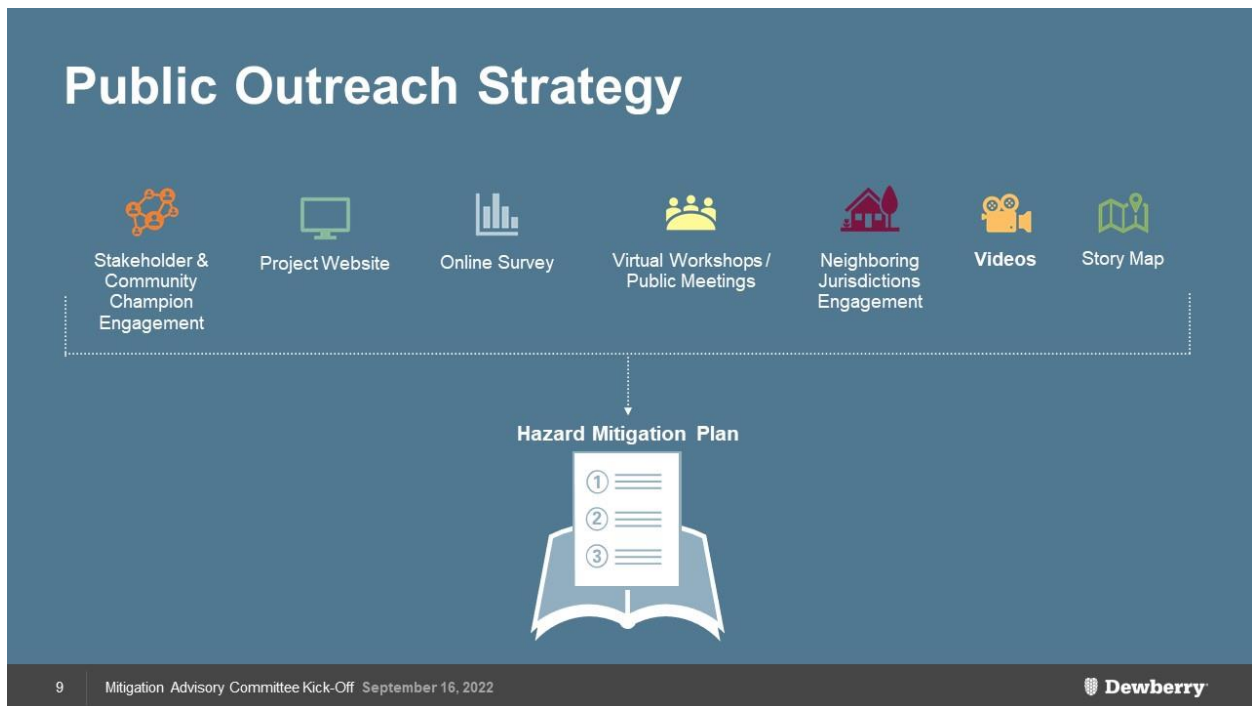 Public Outreach Strategy
Stakeholder &
Community
Champion
Engagement
Project Website
Online Survey
Virtual Workshops /
Public Meetings
Neighboring
Jurisdictions
Engagement
Videos
Story Map
Hazard Mitigation Plan
1
2
3
9 Mitigation Advisory Committee Kick-Off September 16, 2022
Dewberry